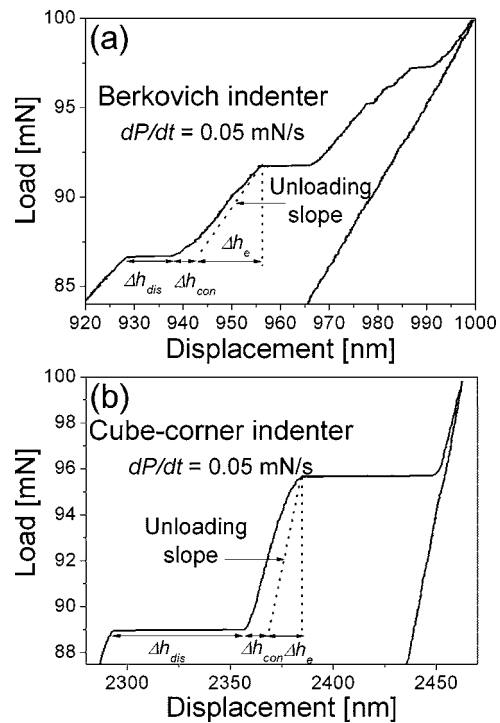 (a)
Berkovich indenter
dP/dt = 0.05 mN/s
Unloading
slope
Δh_e
Δh_dis Δh_con
Load [mN]
100
95
90
85
920 930 940 950 960 970 980 990 1000
Displacement [nm]
(b)
Cube-corner indenter
dP/dt = 0.05 mN/s
Unloading
slope
Δh_dis Δh_con Δh_e
Load [mN]
100
98
96
94
92
90
88
2300 2350 2400 2450
Displacement [nm]